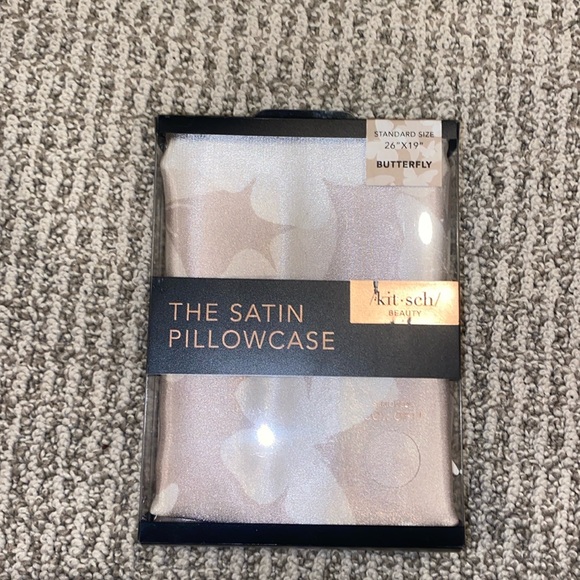 STANDARD SIZE
26"X19"
BUTTERFLY
/kit·sch/
BEAUTY
THE SATIN
PILLOWCASE